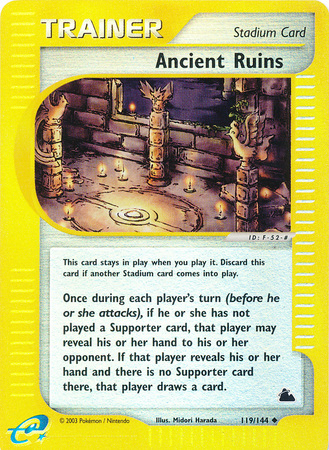 TRAINER
Stadium Card
Ancient Ruins
ID: F-52-#
This card stays in play when you play it. Discard this
card if another Stadium card comes into play.
Once during each player's turn (before he
or she attacks), if he or she has not
played a Supporter card, that player may
reveal his or her hand to his or her
opponent. If that player reveals his or her
hand and there is no Supporter card
there, that player draws a card.
e
© 2003 Pokémon / Nintendo
Illus. Midori Harada
119/144 ◆